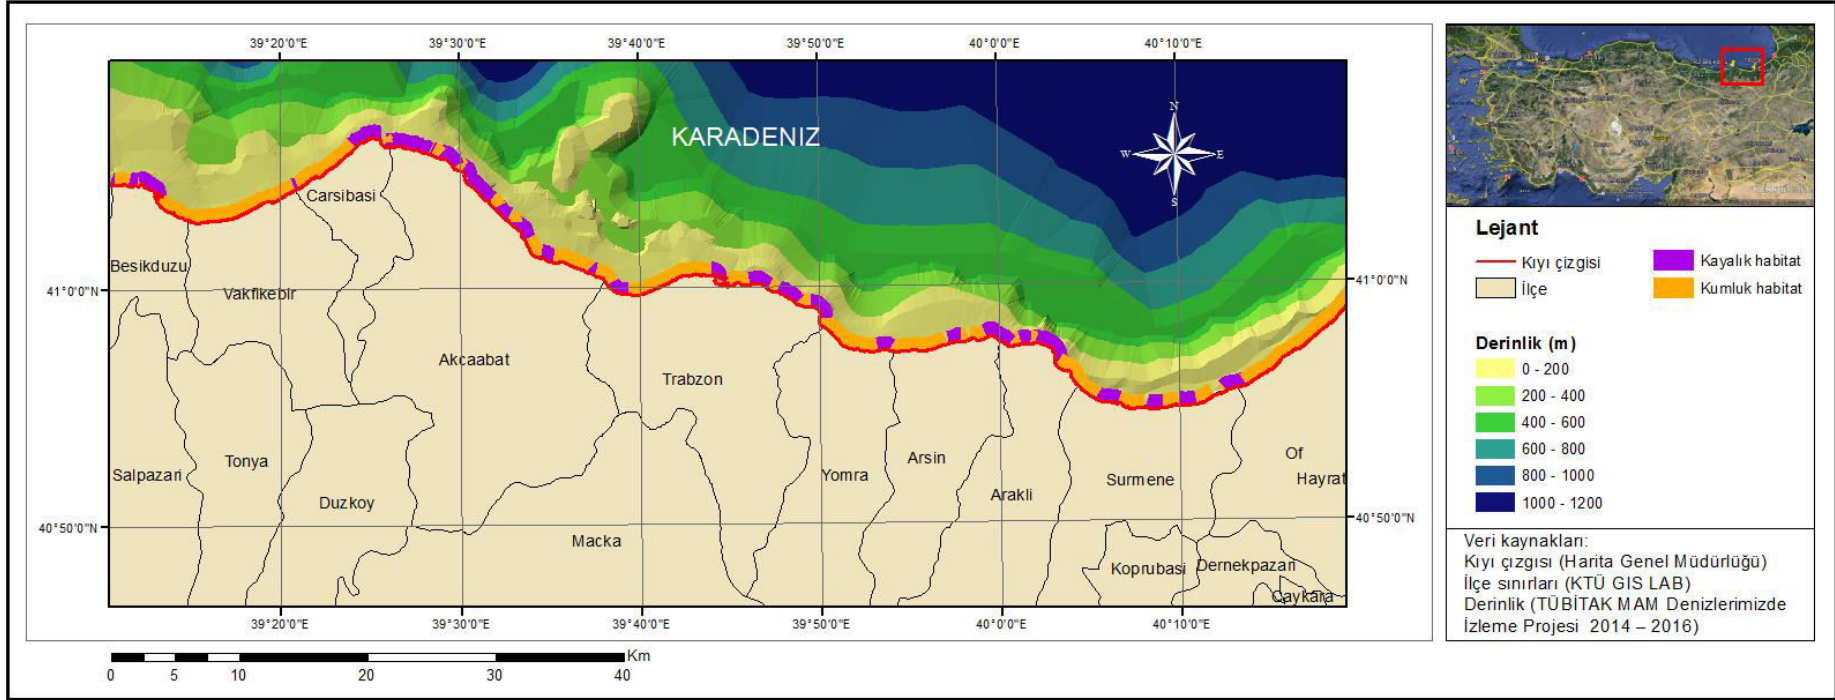 39°20'0"E
39°30'0"E
39°40'0"E
39°50'0"E
40°0'0"E
40°10'0"E
KARADENIZ
N
W
E
S
Carsibasi
Besikduzu
41°0'0"N
Vakfikebir
41°0'0"N
Akcaabat
Trabzon
Salpazari
Tonya
Duzkoy
Yomra
Arsin
Arakli
Surmene
Of
Hayrat
40°50'0"N
40°50'0"N
Macka
Koprubasi
Dernekpazari
Caykara
39°20'0"E
39°30'0"E
39°40'0"E
39°50'0"E
40°0'0"E
40°10'0"E
Km
0
5
10
20
30
40
Lejant
Kıyı çizgisi
Kayalık habitat
İlçe
Kumluk habitat
Derinlik (m)
0 - 200
200 - 400
400 - 600
600 - 800
800 - 1000
1000 - 1200
Veri kaynakları:
Kıyı çizgısı (Harita Genel Müdürlüğü)
İlçe sınırları (KTÜ GIS LAB)
Derinlik (TÜBİTAK MAM Denizlerimizde
İzleme Projesi 2014 – 2016)